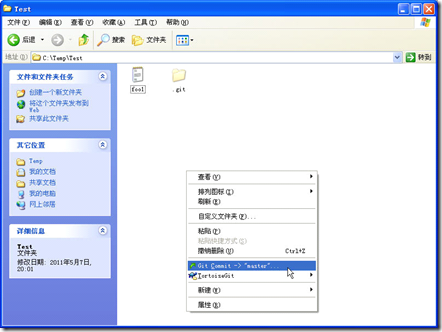 Test
文件(F) 编辑(E) 查看(V) 收藏(A) 工具(T) 帮助(H)
后退 搜索 文件夹
地址(D) C:\Temp\Test 转到
文件和文件夹任务
创建一个新文件夹
将这个文件夹发布到
Web
共享此文件夹
其它位置
Temp
我的文档
共享文档
我的电脑
网上邻居
详细信息
Test
文件夹
修改日期: 2011年5月7日,
20:01
foo1 .git
查看(V)
排列图标(I)
刷新(E)
自定义文件夹(F)...
粘贴(P)
粘贴快捷方式(S)
撤销删除(U) Ctrl+Z
Git Commit -> "master"...
TortoiseGit
新建(W)
属性(R)